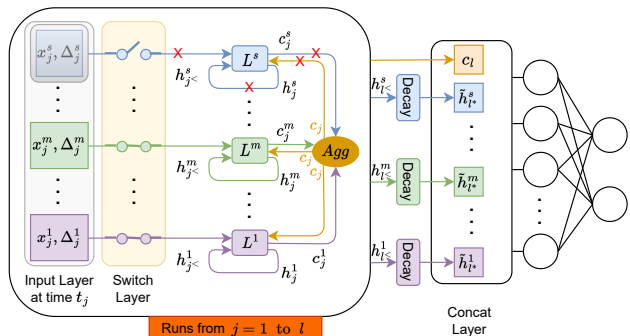 x_j^s, Δ_j^s
X
L^s
c_j^s
X
X
h_{j<}^s
X
h_j^s
c_j
x_j^m, Δ_j^m
L^m
c_j^m
c_j
c_j
Agg
h_{j<}^m
h_j^m
x_j^1, Δ_j^1
L^1
h_{j<}^1
h_j^1
c_j^1
Input Layer
at time t_j
Switch
Layer
Runs from j = 1 to l
h_{l<}^s
Decay
h_{l<}^m
Decay
h_{l<}^1
Decay
c_l
h̃_{l*}^s
h̃_{l*}^m
h̃_{l*}^1
Concat
Layer